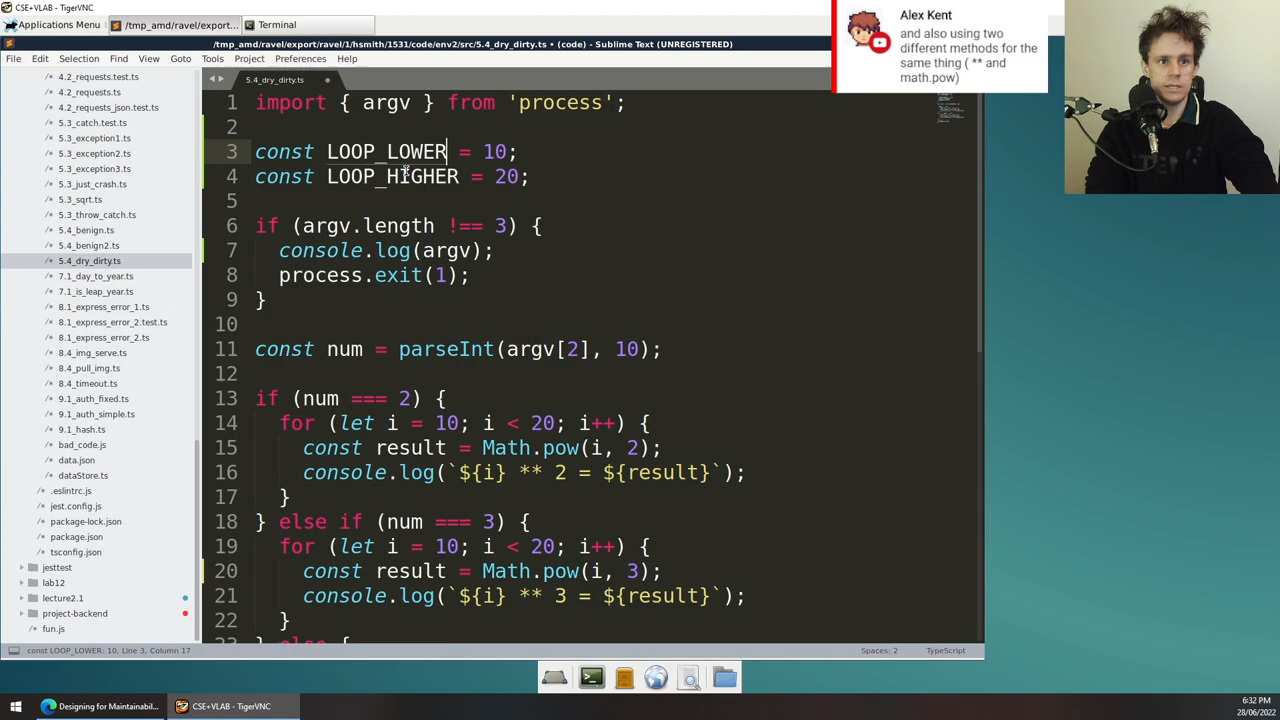 CSE+VLAB - TigerVNC
Applications Menu
/tmp_amd/ravel/export...
Terminal
/tmp_amd/ravel/export/ravel/1/hsmith/1531/code/env2/src/5.4_dry_dirty.ts • (code) - Sublime Text (UNREGISTERED)
File Edit Selection Find View Goto Tools Project Preferences Help
Alex Kent
and also using two
different methods for the
same thing ( ** and
math.pow)
/* 4.2_requests.test.ts
/* 4.2_requests.ts
/* 4.2_requests_json.test.ts
/* 5.3_catch.test.ts
/* 5.3_exception1.ts
/* 5.3_exception2.ts
/* 5.3_exception3.ts
/* 5.3_just_crash.ts
/* 5.3_sqrt.ts
/* 5.3_throw_catch.ts
/* 5.4_benign.ts
/* 5.4_benign2.ts
/* 5.4_dry_dirty.ts
/* 7.1_day_to_year.ts
/* 7.1_is_leap_year.ts
/* 8.1_express_error_1.ts
/* 8.1_express_error_2.test.ts
/* 8.1_express_error_2.ts
/* 8.4_img_serve.ts
/* 8.4_pull_img.ts
/* 8.4_timeout.ts
/* 9.1_auth_fixed.ts
/* 9.1_auth_simple.ts
/* 9.1_hash.ts
/* bad_code.js
/* data.json
/* dataStore.ts
/* .eslintrc.js
/* jest.config.js
/* package-lock.json
/* package.json
/* tsconfig.json
jesttest
lab12
lecture2.1
project-backend
/* fun.js
5.4_dry_dirty.ts
1 import { argv } from 'process';
2
3 const LOOP_LOWER = 10;
4 const LOOP_HIGHER = 20;
5
6 if (argv.length !== 3) {
7   console.log(argv);
8   process.exit(1);
9 }
10
11 const num = parseInt(argv[2], 10);
12
13 if (num === 2) {
14   for (let i = 10; i < 20; i++) {
15     const result = Math.pow(i, 2);
16     console.log(`${i} ** 2 = ${result}`);
17   }
18 } else if (num === 3) {
19   for (let i = 10; i < 20; i++) {
20     const result = Math.pow(i, 3);
21     console.log(`${i} ** 3 = ${result}`);
22   }
23 } else {
const LOOP_LOWER: 10, Line 3, Column 17
Spaces: 2
TypeScript
Designing for Maintainabil...
CSE+VLAB - TigerVNC
6:32 PM
28/06/2022